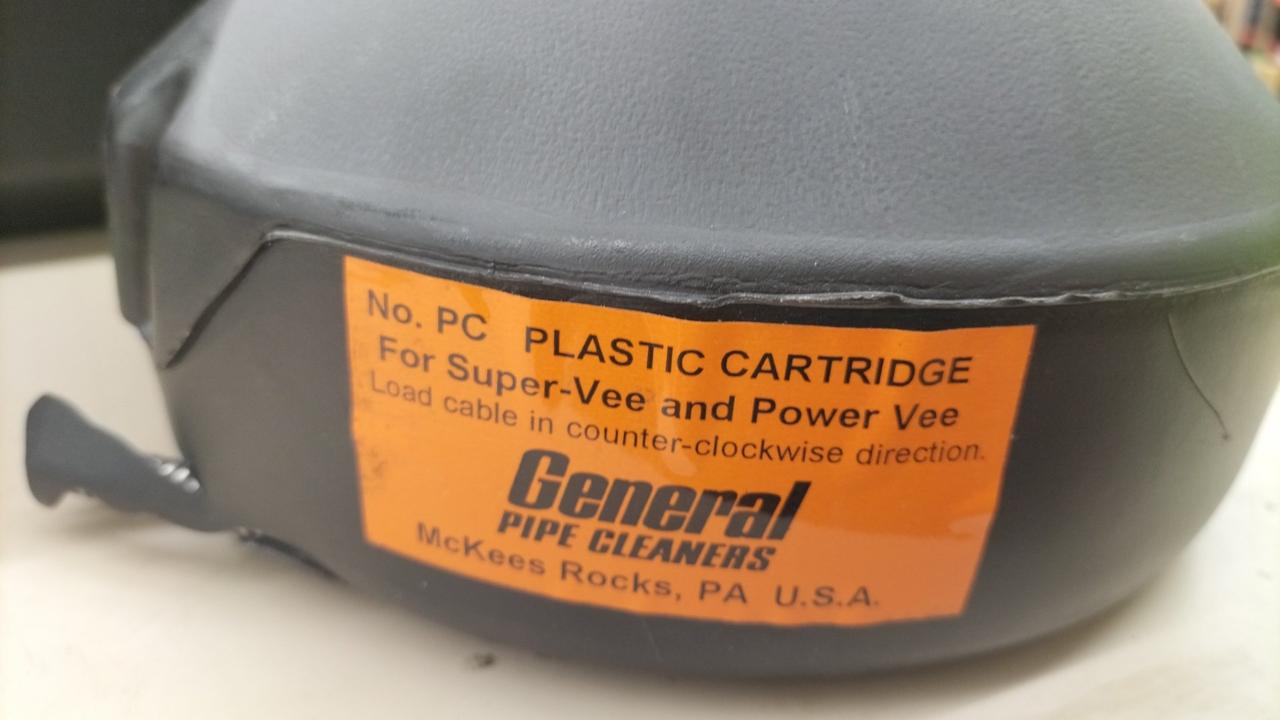 No. PC PLASTIC CARTRIDGE
For Super-Vee and Power Vee
Load cable in counter-clockwise direction.
General
PIPE CLEANERS
McKees Rocks, PA U.S.A.